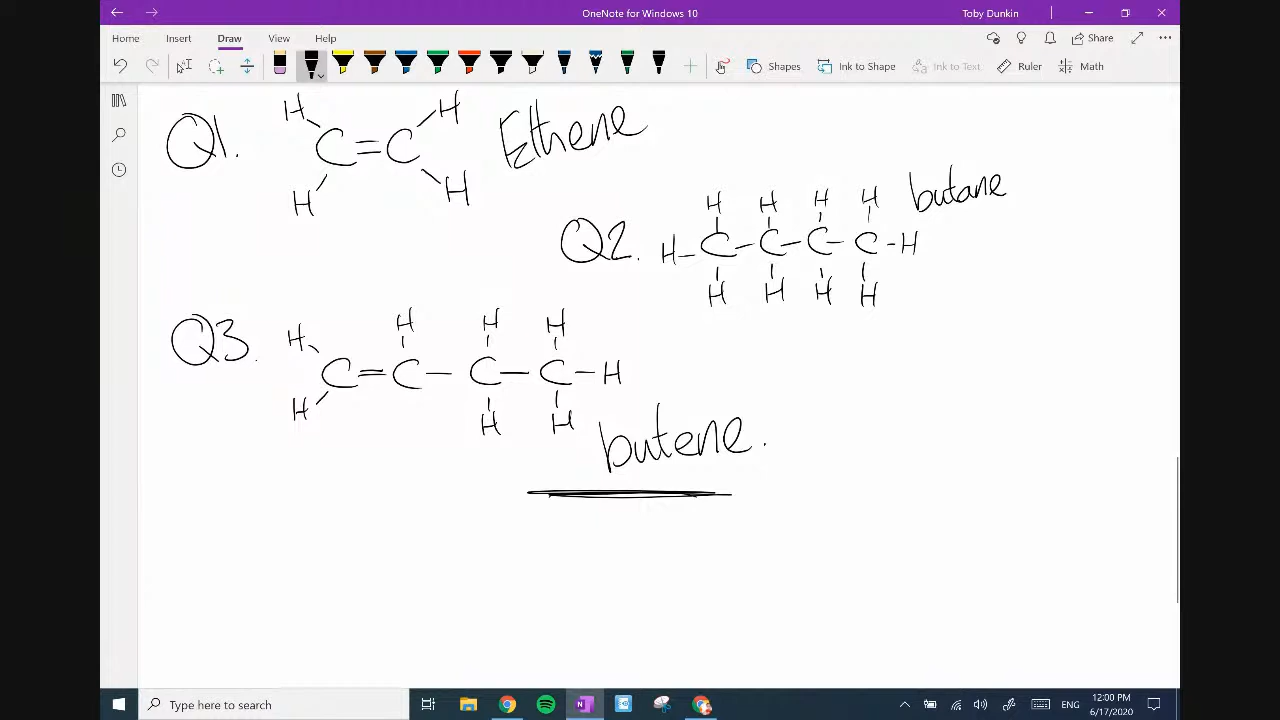 OneNote for Windows 10
Toby Dunkin
Home Insert Draw View Help
Share
Shapes Ink to Shape Ink to Text Ruler Math
Q1.
H H
C=C
H H
Ethene
butane
Q2.
H H H H
H-C-C-C-C-H
H H H H
Q3.
H H H H
C=C-C-C-H
H H H
butene.
Type here to search
ENG
12:00 PM
6/17/2020